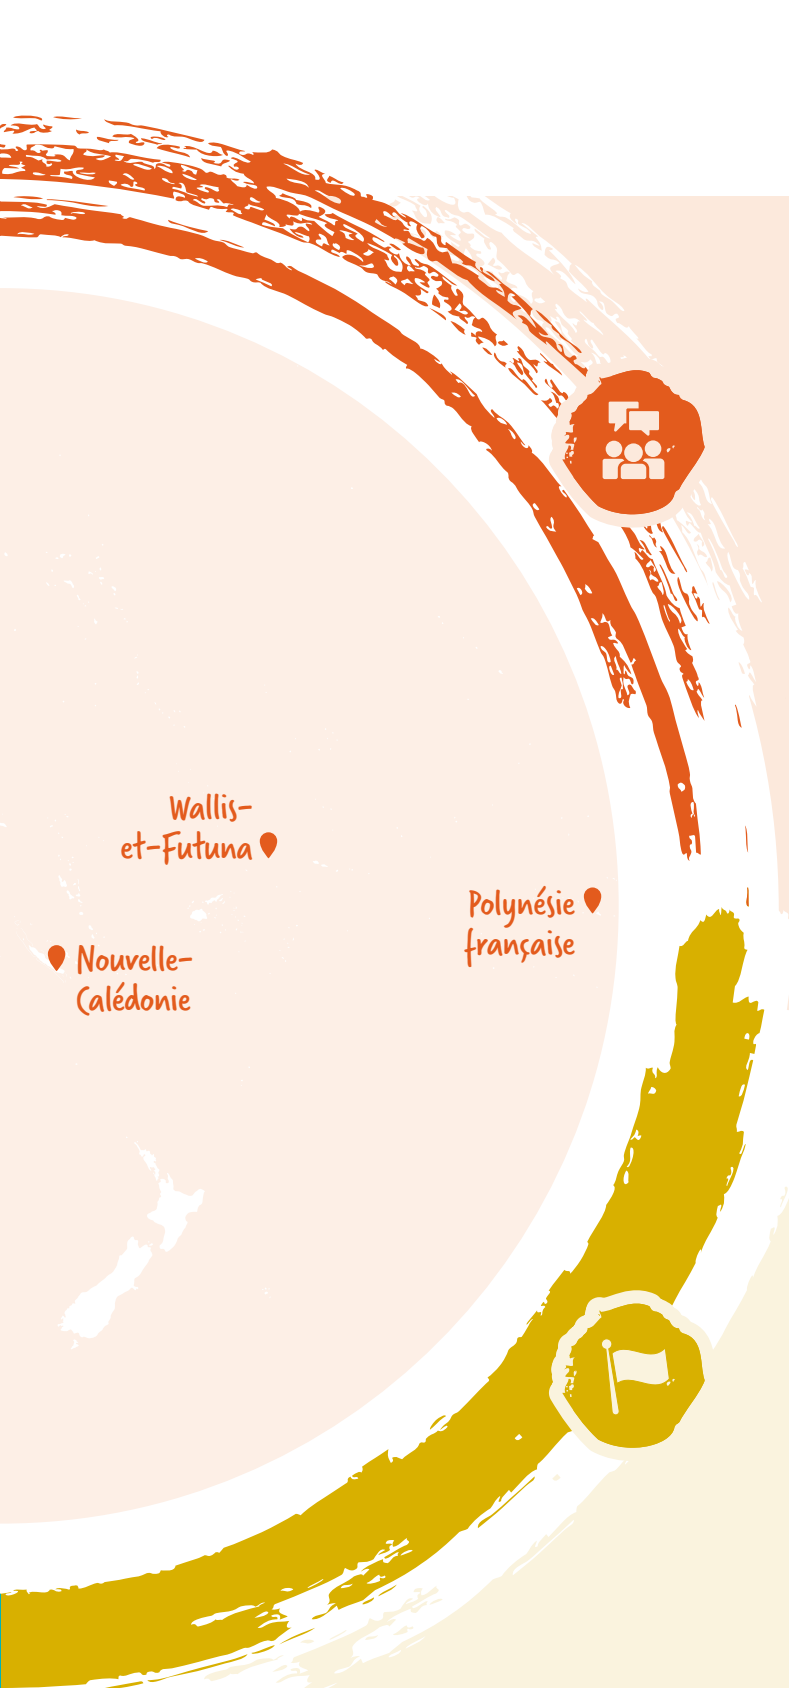 Wallis-
et-Futuna
Polynésie
française
Nouvelle-
Calédonie